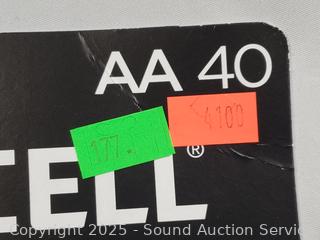 AA 40
4100
177.
CELL®
Copyright 2025 - Sound Auction Service